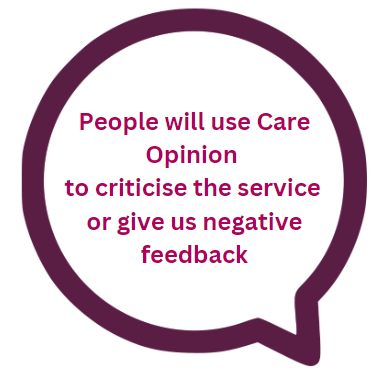 People will use Care
Opinion
to criticise the service
or give us negative
feedback